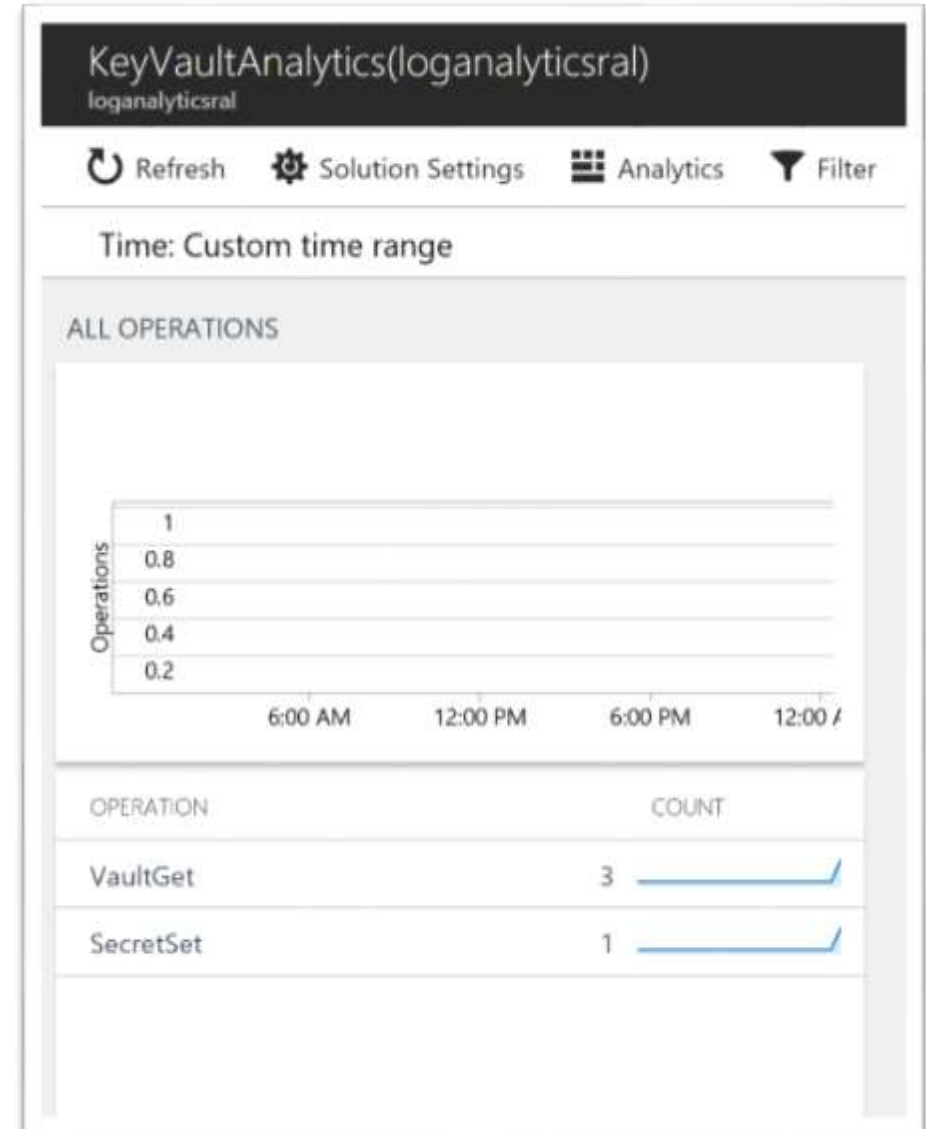 KeyVaultAnalytics(loganalyticsral)
loganalyticsral
Refresh Solution Settings Analytics Filter
Time: Custom time range
ALL OPERATIONS
Operations
1
0.8
0.6
0.4
0.2
6:00 AM 12:00 PM 6:00 PM 12:00
OPERATION COUNT
VaultGet 3
SecretSet 1